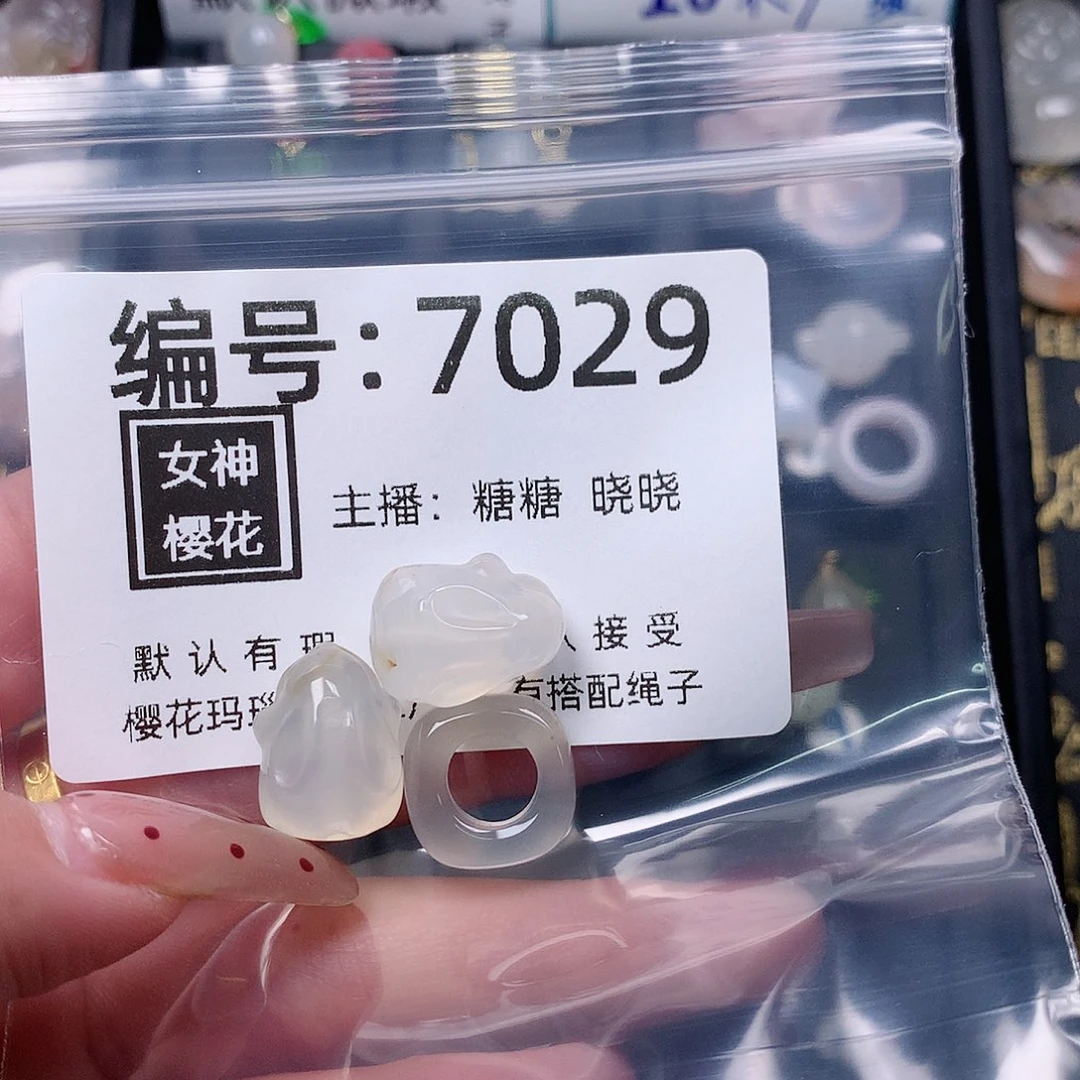 编号:7029
女神
樱花
主播: 糖糖 晓晓
默认有瑕 接受
樱花玛瑙 有搭配绳子